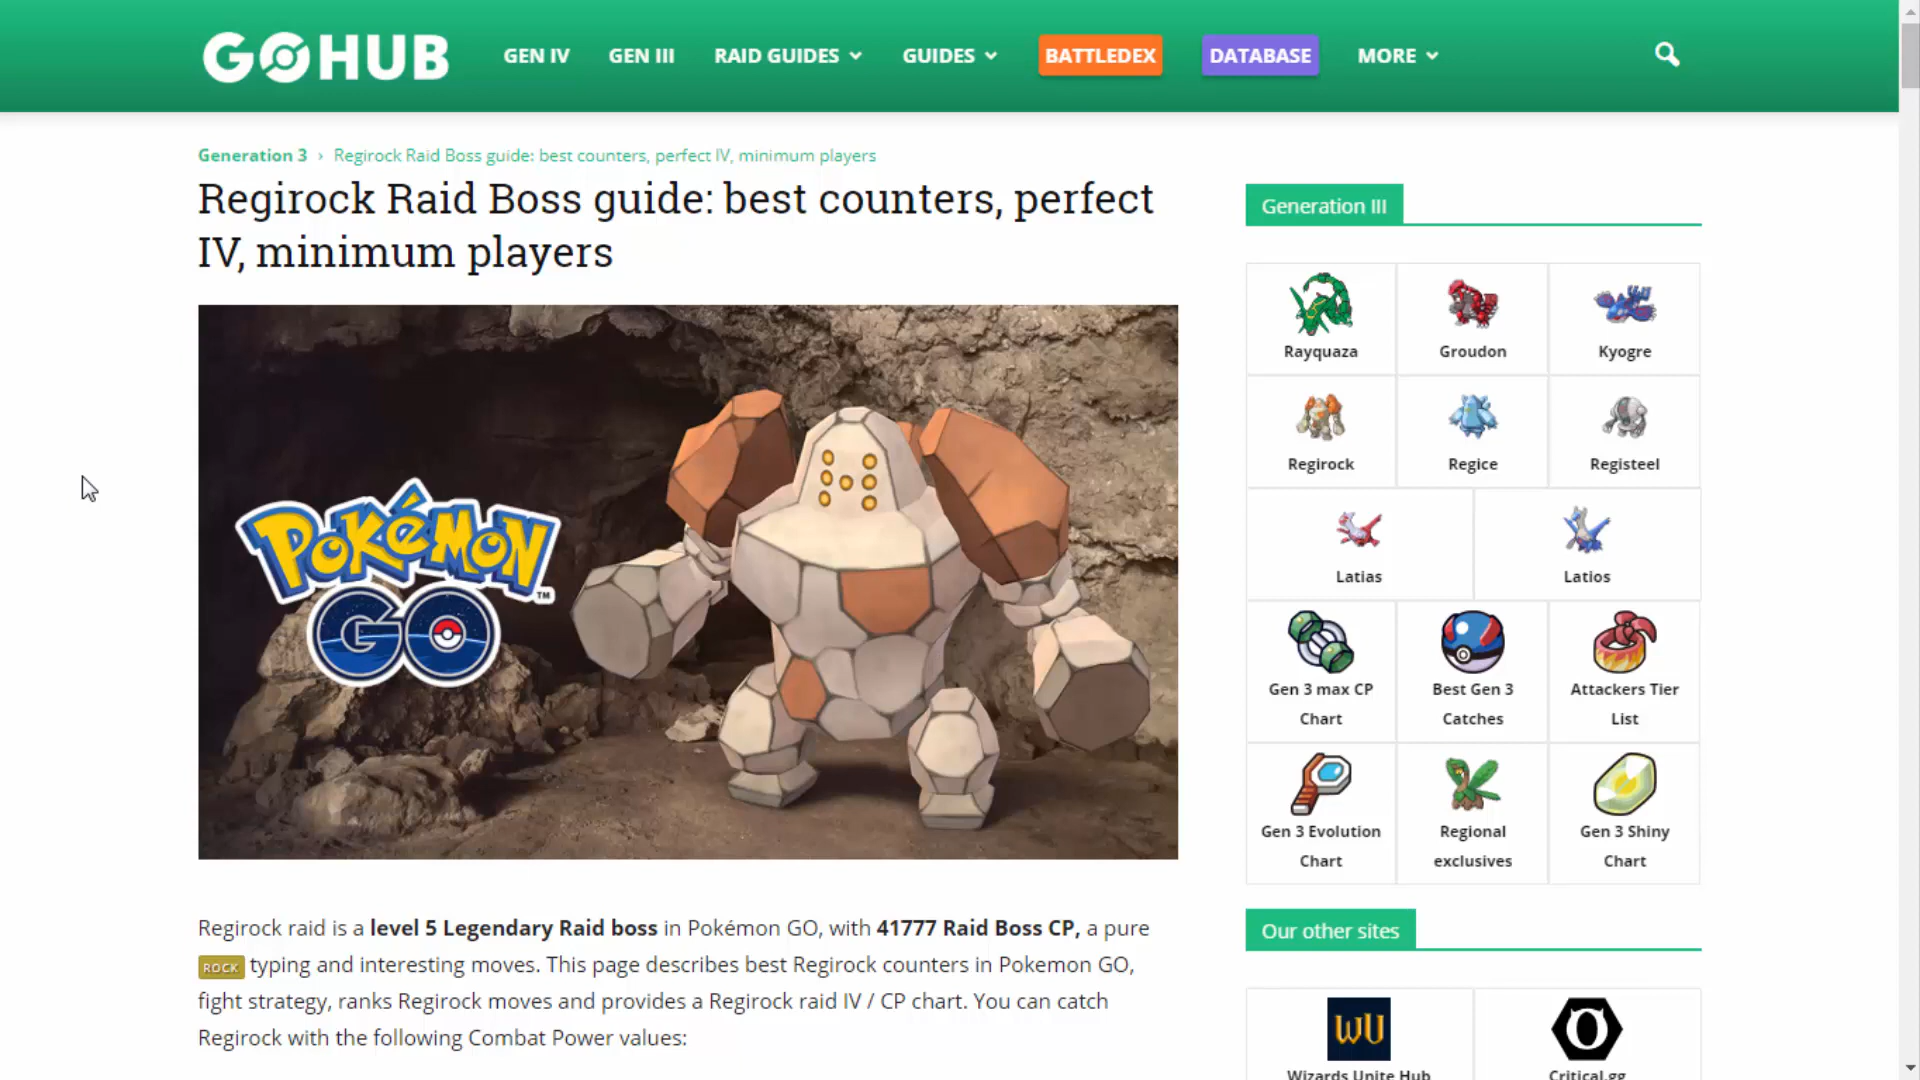 GOHUB
GEN IV
GEN III
RAID GUIDES
GUIDES
BATTLEDEX
DATABASE
MORE
Generation 3 › Regirock Raid Boss guide: best counters, perfect IV, minimum players
Regirock Raid Boss guide: best counters, perfect
IV, minimum players
POKéMON
TM
GO
Regirock raid is a level 5 Legendary Raid boss in Pokémon GO, with 41777 Raid Boss CP, a pure
ROCK typing and interesting moves. This page describes best Regirock counters in Pokemon GO,
fight strategy, ranks Regirock moves and provides a Regirock raid IV / CP chart. You can catch
Regirock with the following Combat Power values:
Generation III
Rayquaza
Groudon
Kyogre
Regirock
Regice
Registeel
Latias
Latios
Gen 3 max CP
Chart
Best Gen 3
Catches
Attackers Tier
List
Gen 3 Evolution
Chart
Regional
exclusives
Gen 3 Shiny
Chart
Our other sites
WU
Wizards Unite Hub
Critical.gg